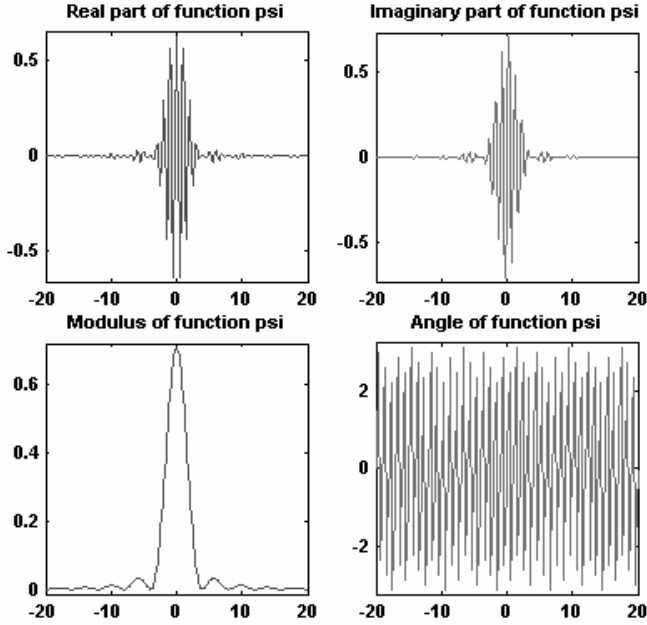 Real part of function psi
0.5
0
-0.5
-20 -10 0 10 20
Imaginary part of function psi
0.5
0
-0.5
-20 -10 0 10 20
Modulus of function psi
0.6
0.4
0.2
0
-20 -10 0 10 20
Angle of function psi
2
0
-2
-20 -10 0 10 20